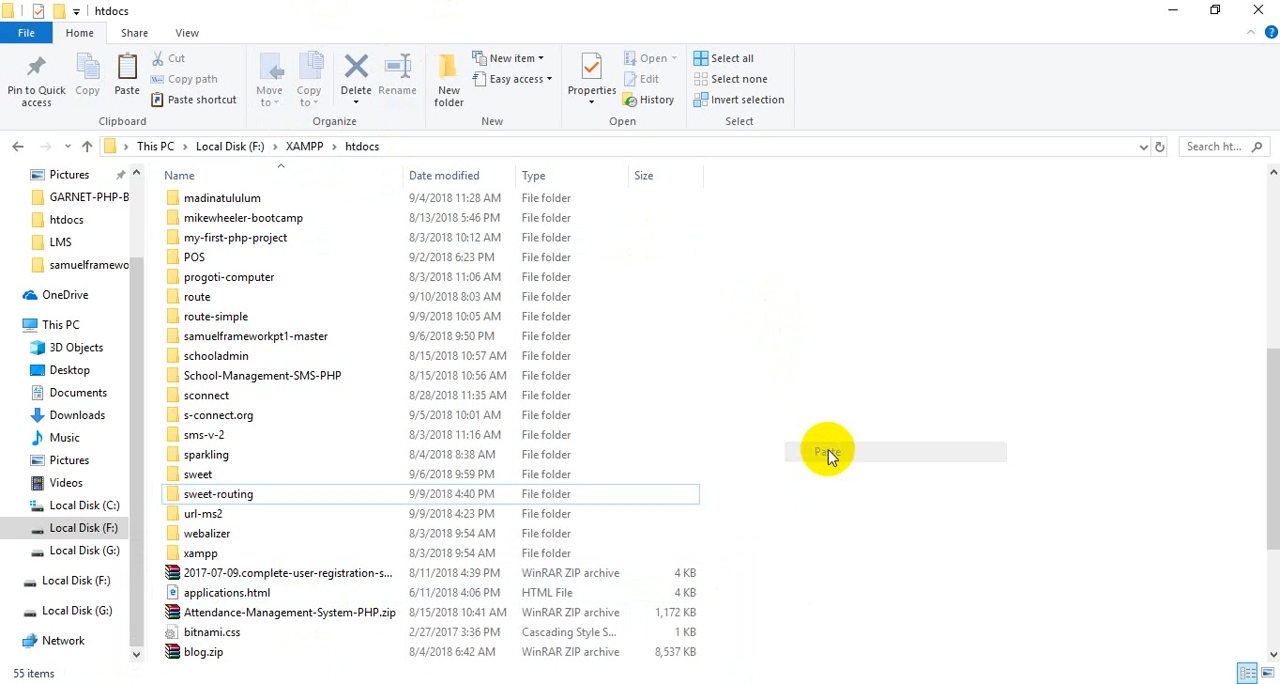 htdocs
File Home Share View
Pin to Quick access
Copy
Paste
Cut
Copy path
Paste shortcut
Clipboard
Move to
Copy to
Delete
Rename
Organize
New folder
New item
Easy access
New
Properties
Open
Edit
History
Open
Select all
Select none
Invert selection
Select
This PC > Local Disk (F:) > XAMPP > htdocs
Search ht...
Pictures
GARNET-PHP-B
htdocs
LMS
samuelframewo
OneDrive
This PC
3D Objects
Desktop
Documents
Downloads
Music
Pictures
Videos
Local Disk (C:)
Local Disk (F:)
Local Disk (G:)
Local Disk (F:)
Local Disk (G:)
Network
Name Date modified Type Size
madinatululum 9/4/2018 11:28 AM File folder
mikewheeler-bootcamp 8/13/2018 5:46 PM File folder
my-first-php-project 8/3/2018 10:12 AM File folder
POS 9/2/2018 6:23 PM File folder
progoti-computer 8/3/2018 11:06 AM File folder
route 9/10/2018 8:03 AM File folder
route-simple 9/9/2018 10:05 AM File folder
samuelframeworkpt1-master 9/6/2018 9:50 PM File folder
schooladmin 8/15/2018 10:57 AM File folder
School-Management-SMS-PHP 8/15/2018 10:56 AM File folder
sconnect 8/28/2018 11:35 AM File folder
s-connect.org 9/5/2018 10:01 AM File folder
sms-v-2 8/3/2018 11:16 AM File folder
sparkling 8/4/2018 8:38 AM File folder
sweet 9/6/2018 9:59 PM File folder
sweet-routing 9/9/2018 4:40 PM File folder
url-ms2 9/9/2018 4:23 PM File folder
webalizer 8/3/2018 9:54 AM File folder
xampp 8/3/2018 9:54 AM File folder
2017-07-09.complete-user-registration-s... 8/11/2018 4:39 PM WinRAR ZIP archive 4 KB
applications.html 6/11/2018 4:06 PM HTML File 4 KB
Attendance-Management-System-PHP.zip 8/15/2018 10:41 AM WinRAR ZIP archive 1,172 KB
bitnami.css 2/27/2017 3:36 PM Cascading Style S... 1 KB
blog.zip 8/4/2018 6:42 AM WinRAR ZIP archive 8,537 KB
Paste
55 items